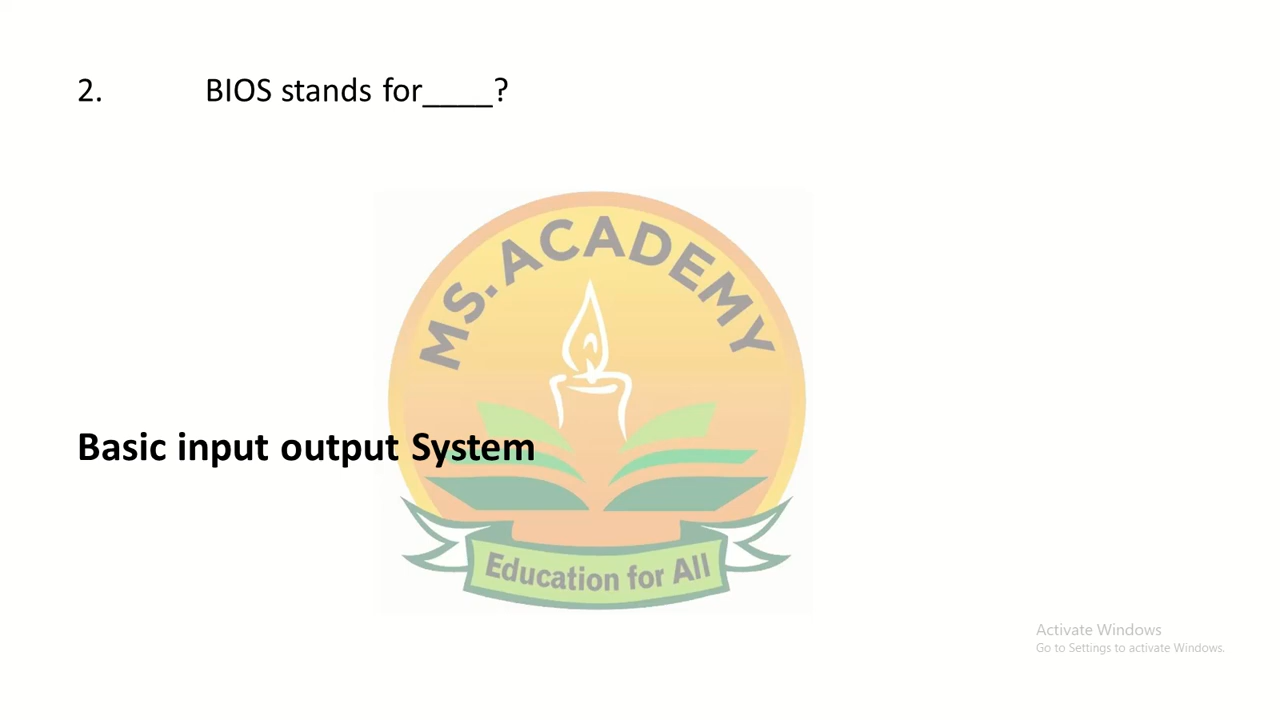 2. BIOS stands for____?
MS. ACADEMY
Basic input output System
Education for All
Activate Windows
Go to Settings to activate Windows.